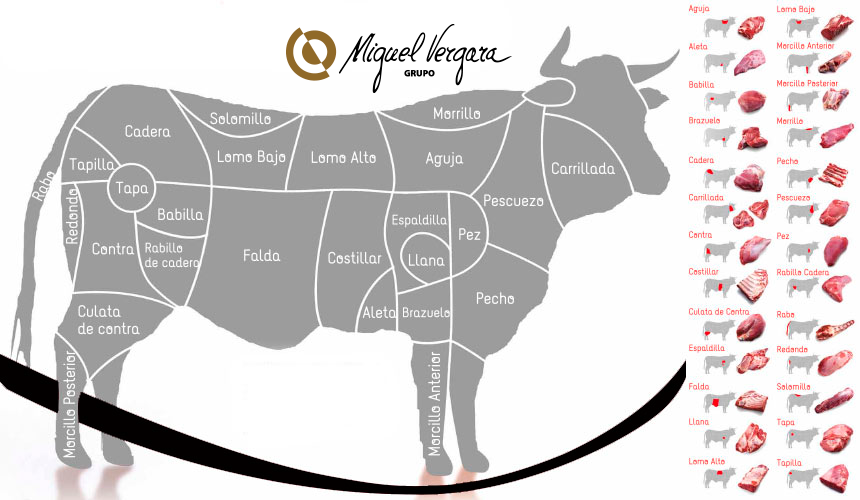 Miguel Vergara
GRUPO
Cadera
Solomillo
Morrillo
Lomo Bajo
Lomo Alto
Aguja
Carrillada
Tapilla
Tapa
Rabo
Redondo
Babilla
Pescuezo
Espaldilla
Pez
Contra
Rabillo
de cadera
Falda
Costillar
Llana
Pecho
Aleta
Brazuelo
Culata
de contra
Morcillo Posterior
Morcillo Anterior
Aguja
Aleta
Babilla
Brazuelo
Cadera
Carrillada
Contra
Costillar
Culata de Contra
Espaldilla
Falda
Llana
Lomo Alto
Lomo Bajo
Morcillo Anterior
Morcillo Posterior
Morrillo
Pecho
Pescuezo
Pez
Rabillo Cadera
Rabo
Redondo
Solomillo
Tapa
Tapilla